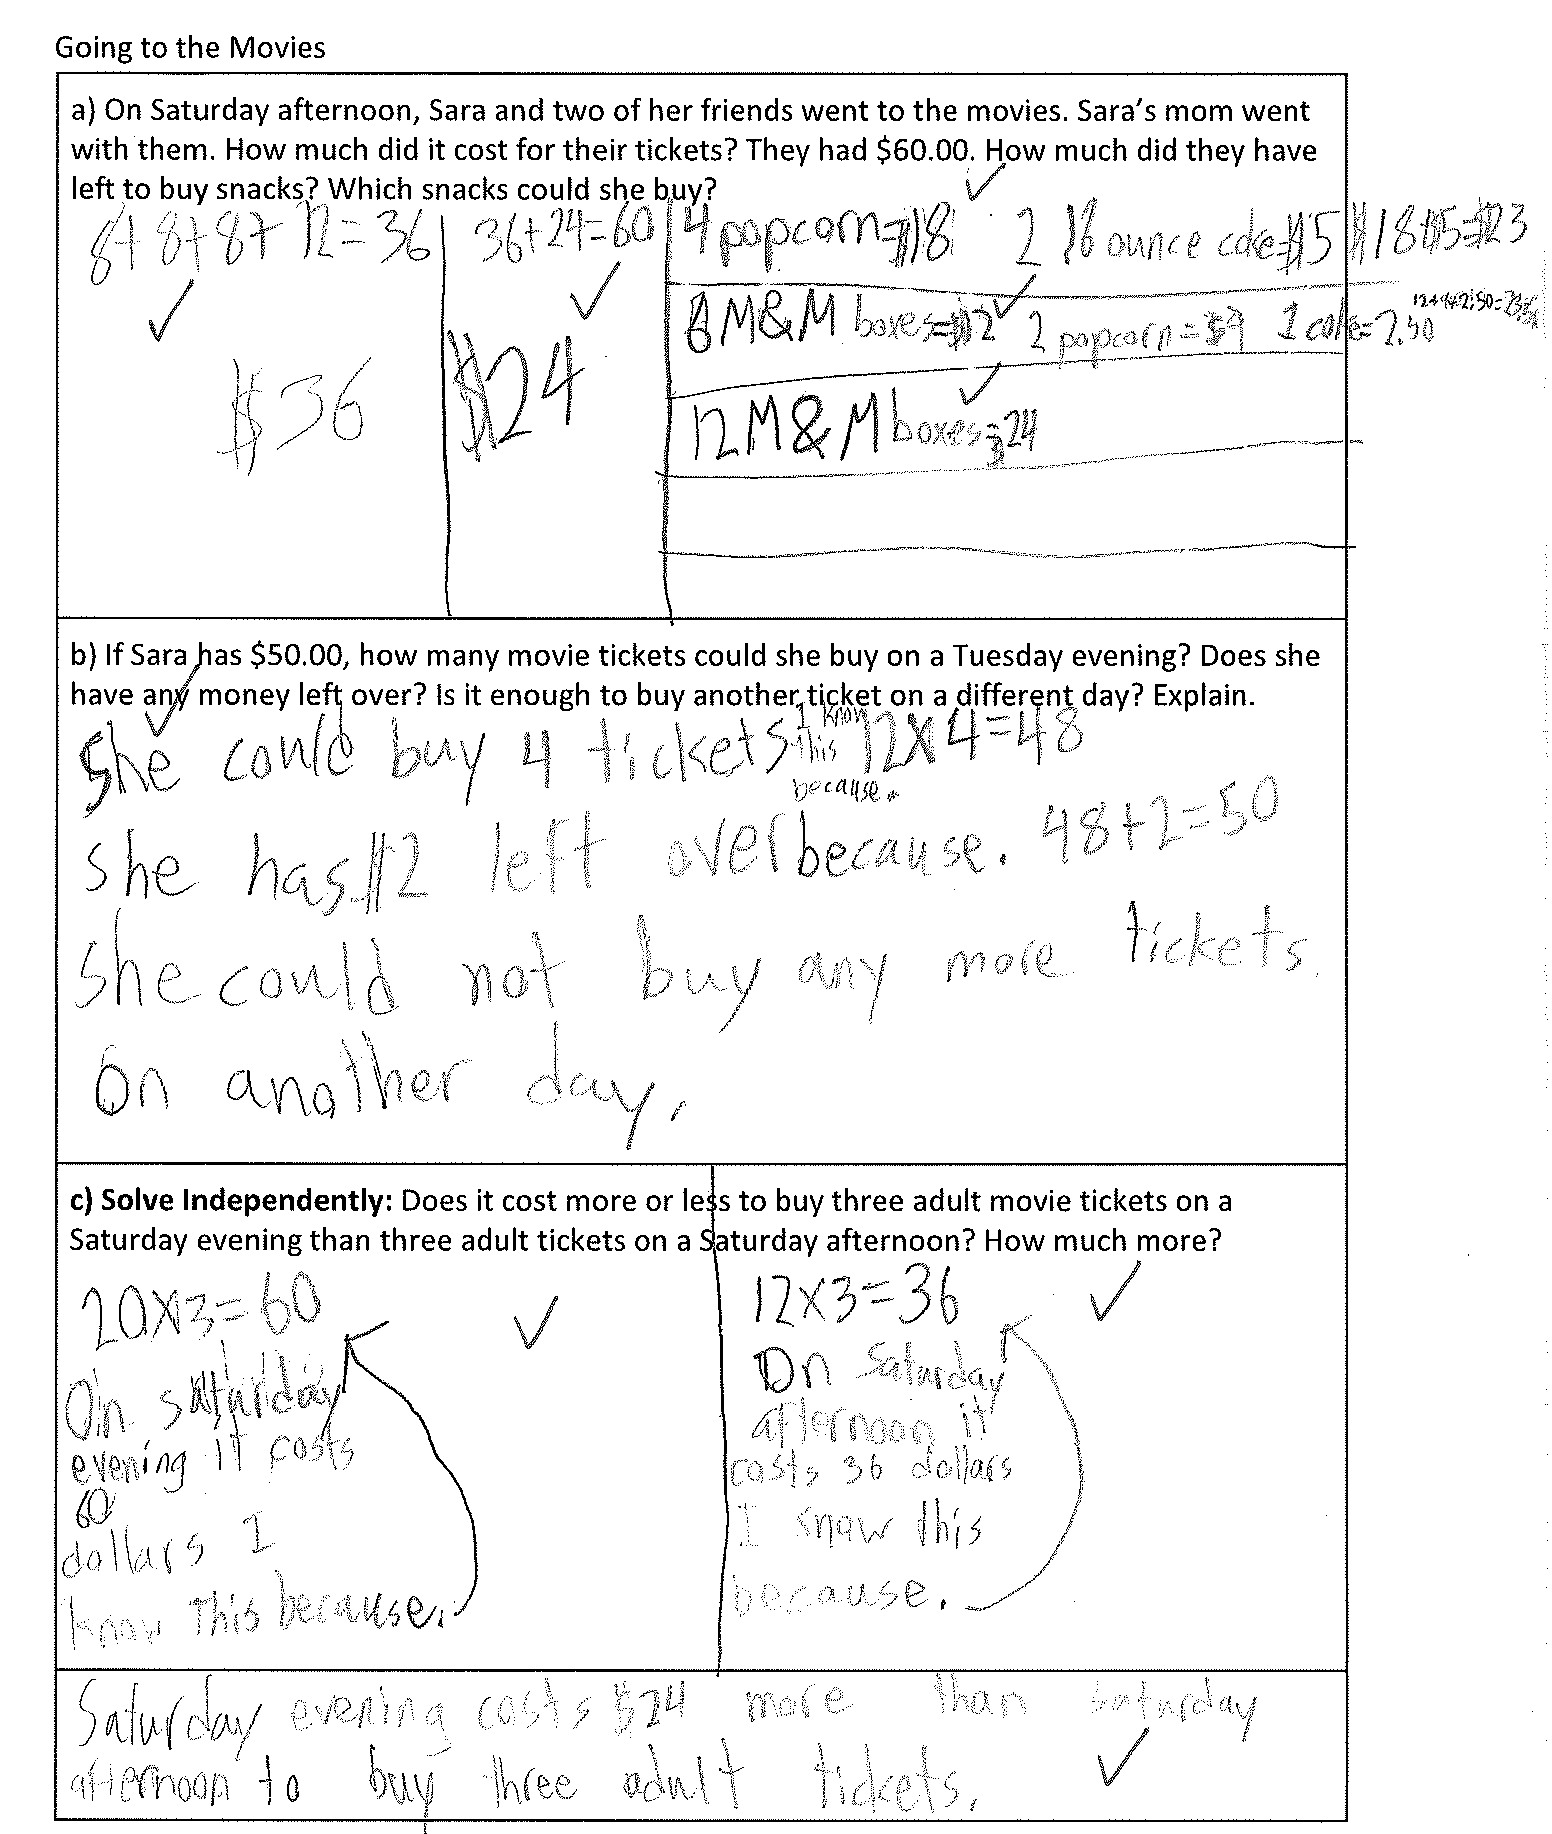 Going to the Movies
a) On Saturday afternoon, Sara and two of her friends went to the movies. Sara's mom went
with them. How much did it cost for their tickets? They had $60.00. How much did they have
left to buy snacks? Which snacks could she buy?
8+8+8+12=36
$36
36+24=60
$24
4 popcorn=$18 2 16 ounce coke=$5 $18+$5=$23
6 M&M boxes=$12 2 popcorn=$9 1 coke=2.50
12 M&M boxes=$24
b) If Sara has $50.00, how many movie tickets could she buy on a Tuesday evening? Does she
have any money left over? Is it enough to buy another ticket on a different day? Explain.
She could buy 4 tickets I know this because. 12x4=48
She has $2 left over because. 48+2=50
She could not buy any more tickets.
On another day.
c) Solve Independently: Does it cost more or less to buy three adult movie tickets on a
Saturday evening than three adult tickets on a Saturday afternoon? How much more?
20x3=60
On saturday
evening it costs
60
dollars I
know This because.
12x3=36
On Saturday
afternoon it
costs 36 dollars
I know this
because.
Saturday evening costs $24 more than Saturday
afternoon to buy three adult tickets.